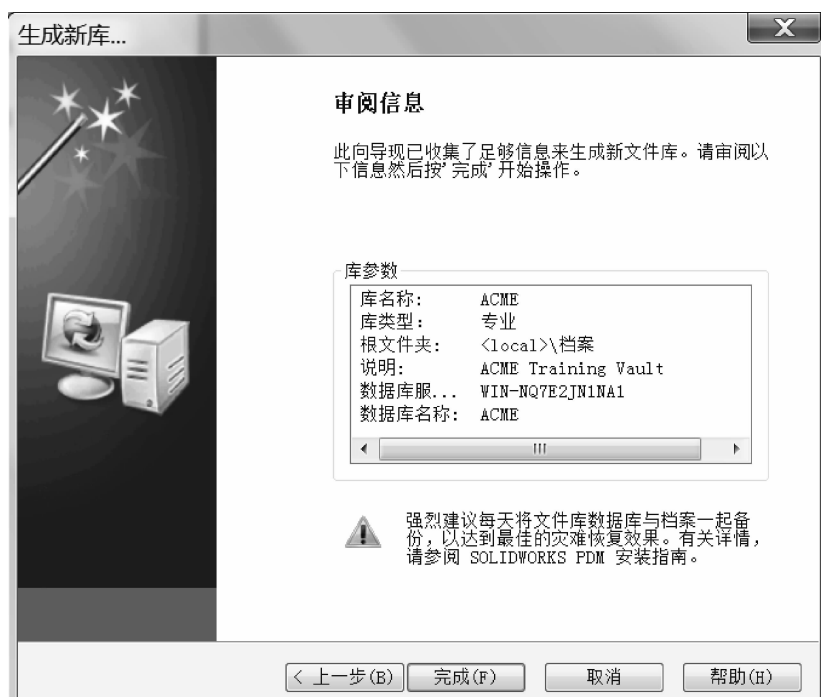 生成新库...
审阅信息
此向导现已收集了足够信息来生成新文件库。请审阅以
下信息然后按'完成'开始操作。
库参数
库名称: ACME
库类型: 专业
根文件夹: <local>\档案
说明: ACME Training Vault
数据库服... WIN-NQ7E2JN1NA1
数据库名称: ACME
强烈建议每天将文件库数据库与档案一起备
份，以达到最佳的灾难恢复效果。有关详情，
请参阅 SOLIDWORKS PDM 安装指南。
< 上一步(B) 完成(F) 取消 帮助(H)